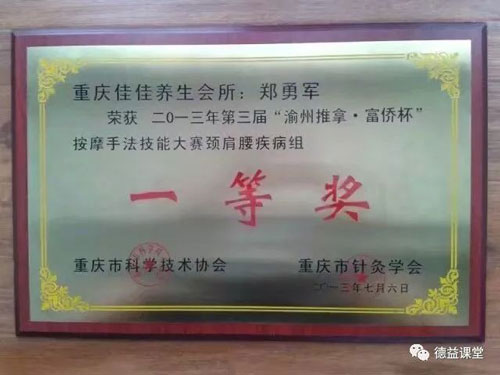 重庆佳佳养生会所：郑勇军
荣获 二〇一三年第三届“渝州推拿·富侨杯”
按摩手法技能大赛颈肩腰疾病组
一等奖
重庆市科学技术协会 重庆市针灸学会
二〇一三年七月六日
德益课堂